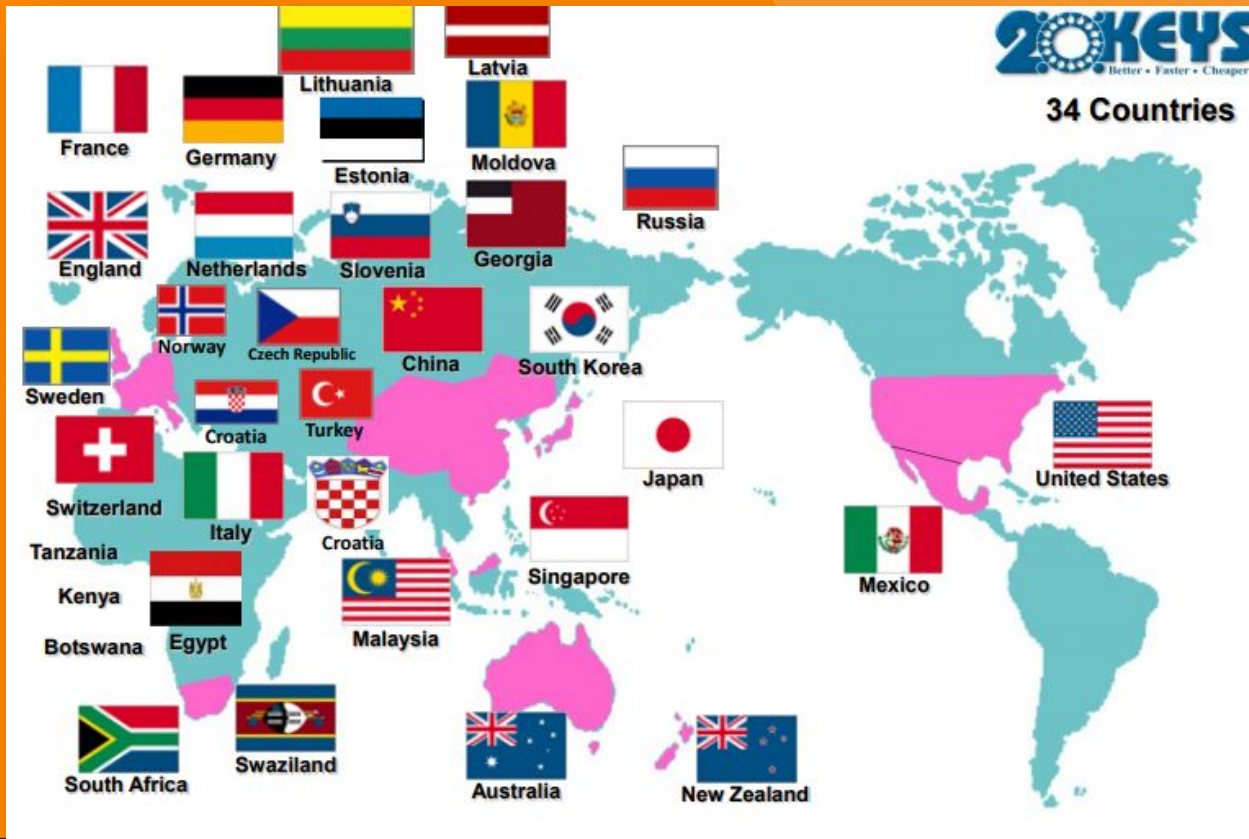 20KEYS
Better • Faster • Cheaper
34 Countries
Lithuania
Latvia
France
Germany
Estonia
Moldova
Russia
England
Netherlands
Slovenia
Georgia
Norway
Czech Republic
China
South Korea
Sweden
Croatia
Turkey
Switzerland
Italy
Croatia
Japan
United States
Tanzania
Singapore
Mexico
Kenya
Botswana
Egypt
Malaysia
South Africa
Swaziland
Australia
New Zealand